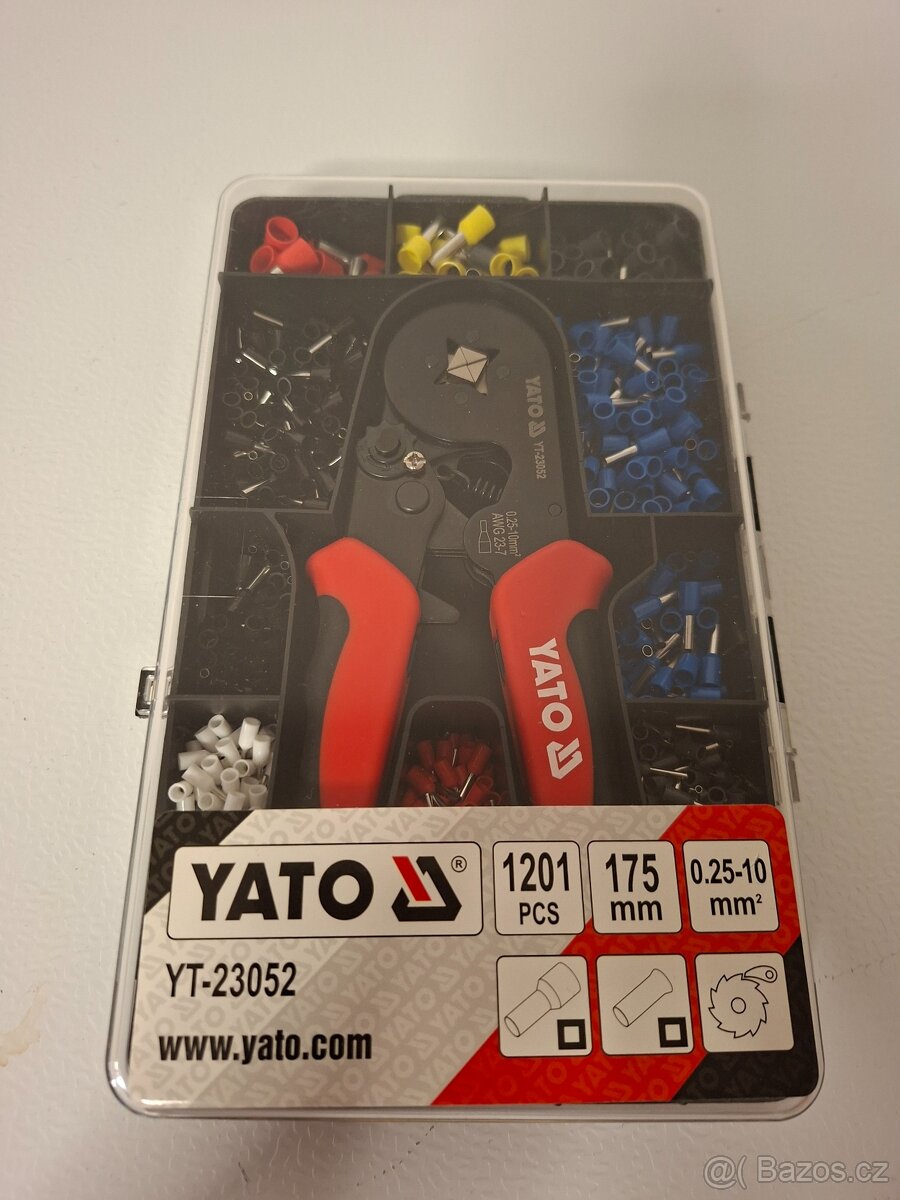 YATO
YT-23052
0.25-10mm²
AWG 23-7
YATO
YATO ®
1201
PCS
175
mm
0.25-10
mm²
YT-23052
www.yato.com
@( Bazos.cz